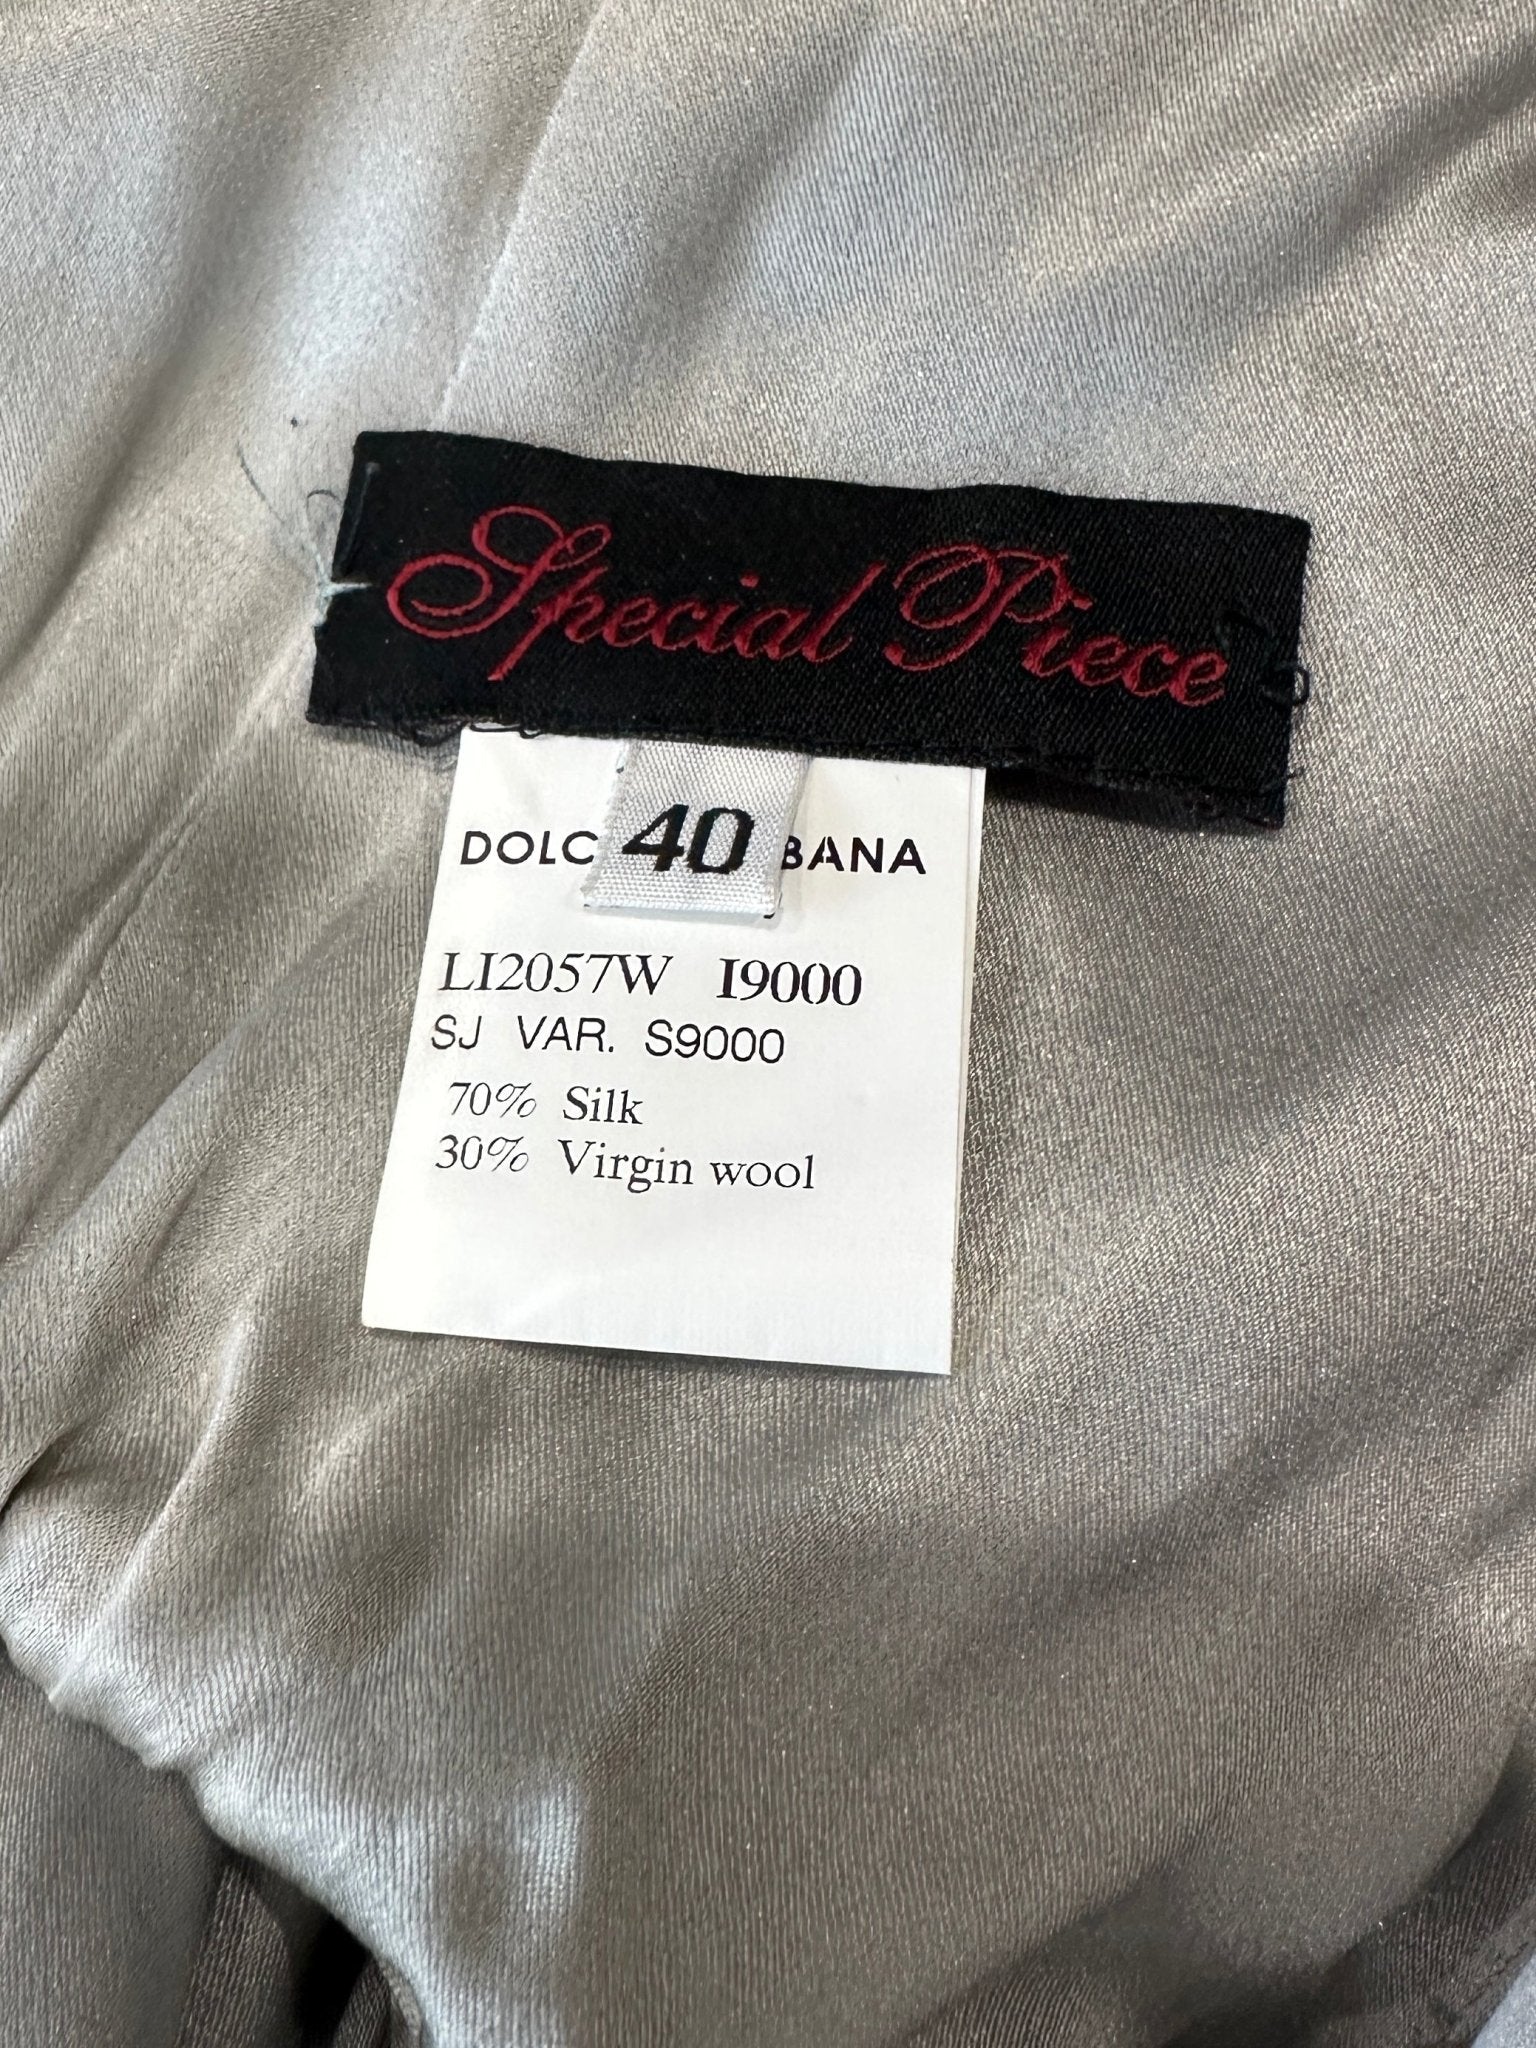 Special Piece
40
DOLC BANA
LI2057W I9000
SJ VAR. S9000
70% Silk
30% Virgin wool